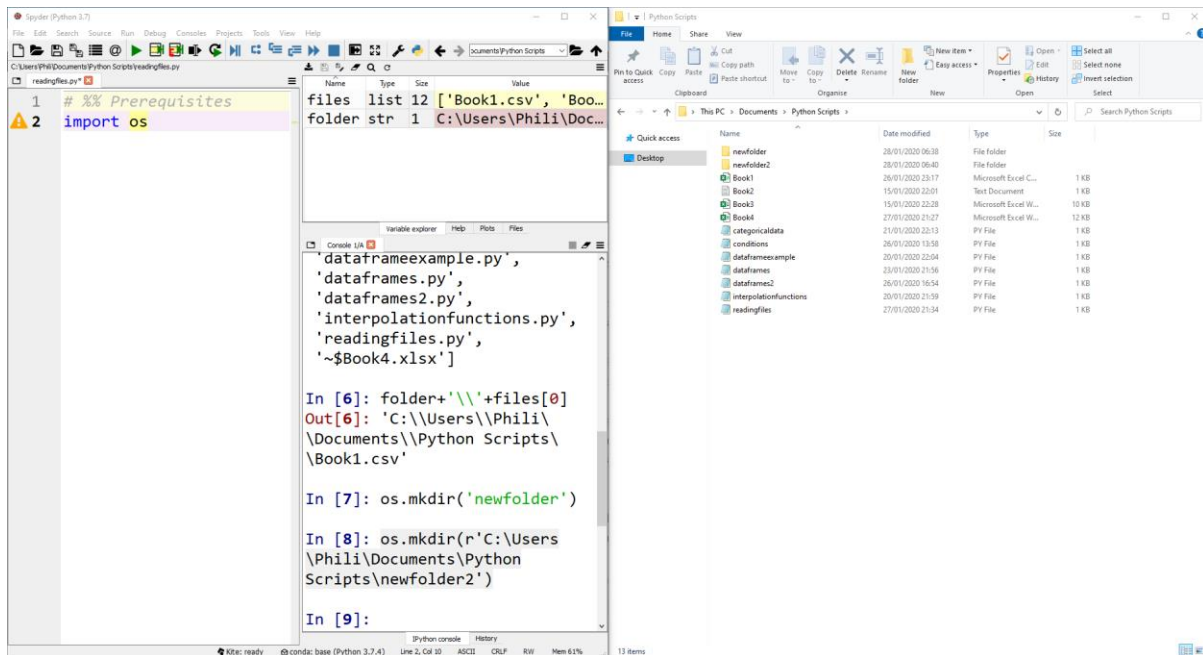 Spyder (Python 3.7)
File Edit Search Source Run Debug Consoles Projects Tools View Help
ocuments\Python Scripts
C:\Users\Phili\Documents\Python Scripts\readingfiles.py
readingfiles.py*
1 # %% Prerequisites
2 import os
Name Type Size Value
files list 12 ['Book1.csv', 'Boo...
folder str 1 C:\Users\Phili\Doc...
Variable explorer Help Plots Files
Console 1/A
'dataframeexample.py',
'dataframes.py',
'dataframes2.py',
'interpolationfunctions.py',
'readingfiles.py',
'~$Book4.xlsx']
In [6]: folder+'\\'+files[0]
Out[6]: 'C:\\Users\\Phili\
\Documents\\Python Scripts\
\Book1.csv'
In [7]: os.mkdir('newfolder')
In [8]: os.mkdir(r'C:\Users
\Phili\Documents\Python
Scripts\newfolder2')
In [9]:
IPython console History
Kite: ready conda: base (Python 3.7.4) Line 2, Col 10 ASCII CRLF RW Mem 61%
Python Scripts
File Home Share View
Pin to Quick access
Copy
Paste
Cut
Copy path
Paste shortcut
Clipboard
Move to
Copy to
Delete
Rename
Organise
New folder
New item
Easy access
New
Properties
Open
Edit
History
Open
Select all
Select none
Invert selection
Select
This PC > Documents > Python Scripts >
Search Python Scripts
Quick access
Desktop
Name Date modified Type Size
newfolder 28/01/2020 06:38 File folder
newfolder2 28/01/2020 06:40 File folder
Book1 26/01/2020 23:17 Microsoft Excel C... 1 KB
Book2 15/01/2020 22:01 Text Document 1 KB
Book3 15/01/2020 22:28 Microsoft Excel W... 10 KB
Book4 27/01/2020 21:27 Microsoft Excel W... 12 KB
categoricaldata 21/01/2020 22:13 PY File 1 KB
conditions 26/01/2020 13:58 PY File 1 KB
dataframeexample 20/01/2020 22:04 PY File 1 KB
dataframes 23/01/2020 21:56 PY File 1 KB
dataframes2 26/01/2020 16:54 PY File 1 KB
interpolationfunctions 20/01/2020 21:59 PY File 1 KB
readingfiles 27/01/2020 21:34 PY File 1 KB
13 items